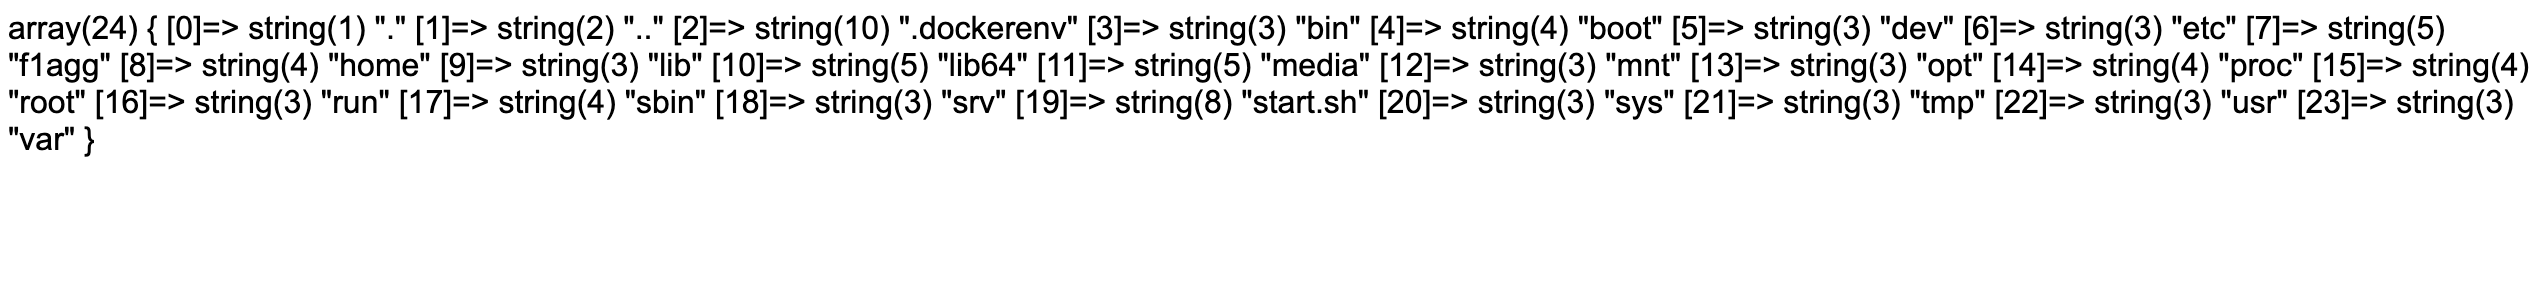 array(24) { [0]=> string(1) "." [1]=> string(2) ".." [2]=> string(10) ".dockerenv" [3]=> string(3) "bin" [4]=> string(4) "boot" [5]=> string(3) "dev" [6]=> string(3) "etc" [7]=> string(5)
"f1agg" [8]=> string(4) "home" [9]=> string(3) "lib" [10]=> string(5) "lib64" [11]=> string(5) "media" [12]=> string(3) "mnt" [13]=> string(3) "opt" [14]=> string(4) "proc" [15]=> string(4)
"root" [16]=> string(3) "run" [17]=> string(4) "sbin" [18]=> string(3) "srv" [19]=> string(8) "start.sh" [20]=> string(3) "sys" [21]=> string(3) "tmp" [22]=> string(3) "usr" [23]=> string(3)
"var" }